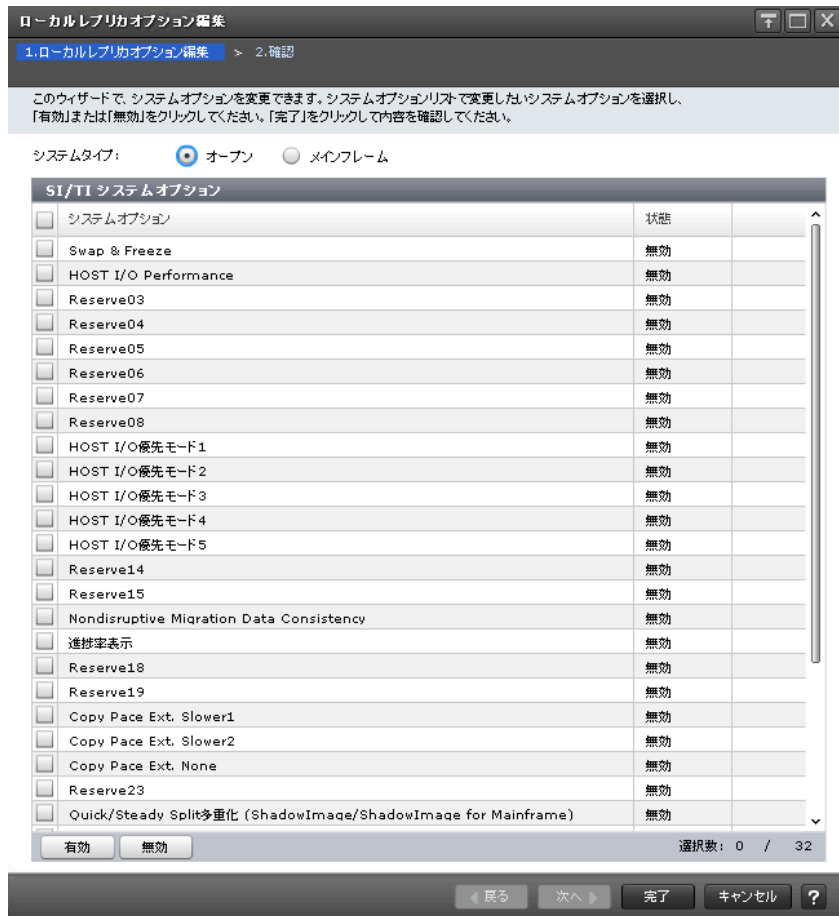 ローカルレプリカオプション編集
1.ローカルレプリカオプション編集 > 2.確認
このウィザードで、システムオプションを変更できます。システムオプションリストで変更したいシステムオプションを選択し、
「有効」または「無効」をクリックしてください。「完了」をクリックして内容を確認してください。
システムタイプ: オープン メインフレーム
SI/TI システムオプション
システムオプション 状態
Swap & Freeze 無効
HOST I/O Performance 無効
Reserve03 無効
Reserve04 無効
Reserve05 無効
Reserve06 無効
Reserve07 無効
Reserve08 無効
HOST I/O優先モード1 無効
HOST I/O優先モード2 無効
HOST I/O優先モード3 無効
HOST I/O優先モード4 無効
HOST I/O優先モード5 無効
Reserve14 無効
Reserve15 無効
Nondisruptive Migration Data Consistency 無効
進捗率表示 無効
Reserve18 無効
Reserve19 無効
Copy Pace Ext. Slower1 無効
Copy Pace Ext. Slower2 無効
Copy Pace Ext. None 無効
Reserve23 無効
Quick/Steady Split多重化 (ShadowImage/ShadowImage for Mainframe) 無効
有効 無効 選択数: 0 / 32
戻る 次へ 完了 キャンセル ?